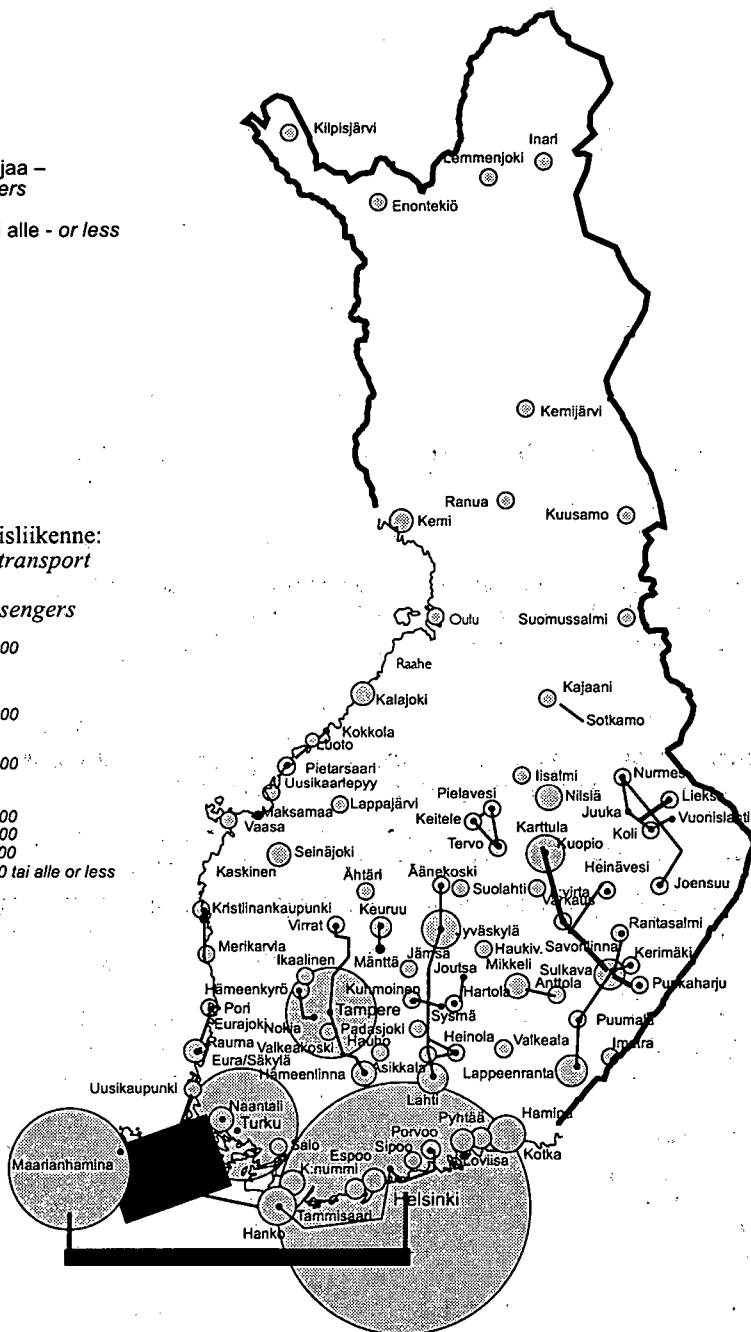 Kilpisjärvi
Inari
jaa –
Lemmenjoki
ers
Enontekiö
i alle - or less
Kemijärvi
Ranua
Kemi
Kuusamo
isliikenne:
transport
sengers
Oulu
Suomussalmi
00
Raahe
Kalajoki
Kajaani
00
Sotkamo
Kokkola
Luoto
00
Pietarsaari
Iisalmi
Nurmes
Uusikaarlepyy
Pielavesi
Nilsiä
Lieksa
Maksamaa
Lappajärvi
Juuka
Vuonislahti
00
Vaasa
Keitele
Karttula
Koli
00
Tervo
Kuopio
00
Seinäjoki
Heinävesi
0 tai alle or less
Kaskinen
Ähtäri
Äänekoski
Suolahti
Varkaus
Joensuu
Kristiinankaupunki
Virrat
Keuruu
Rantasalmi
Jyväskylä
Merikarvia
Mänttä
Haukiv.
Savonlinna
Kerimäki
Ikaalinen
Jämsä
Joutsa
Mikkeli
Sulkava
Hämeenkyrö
Kuhmoinen
Hartola
Anttola
Punkaharju
Pori
Tampere
Sysmä
Eurajoki
Nokia
Padasjoki
Puumala
Rauma
Valkeakoski
Hauho
Heinola
Valkeala
Imatra
Eura/Säkylä
Asikkala
Hämeenlinna
Lappeenranta
Uusikaupunki
Lahti
Naantali
Pyhtää
Hamina
Turku
Porvoo
Salo
Espoo
Sipoo
Loviisa
Kotka
Maarianhamina
K:nummi
Helsinki
Tammisaari
Hanko